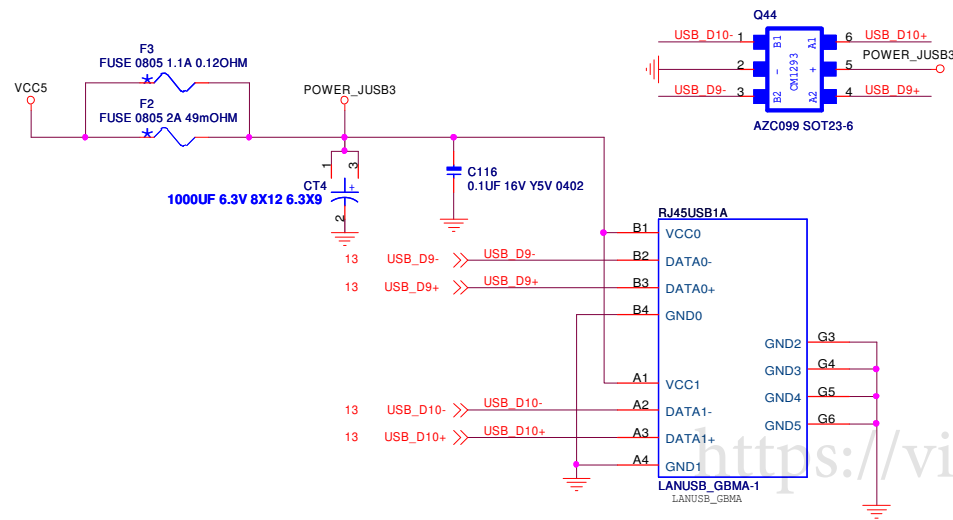 Q44
USB_D10- 1 B1 A1 6 USB_D10+
2 - CM1293 + 5 POWER_JUSB3
USB_D9- 3 B2 A2 4 USB_D9+
AZC099 SOT23-6
F3
FUSE 0805 1.1A 0.12OHM
VCC5
POWER_JUSB3
F2
FUSE 0805 2A 49mOHM
1 3
CT4 +
1000UF 6.3V 8X12 6.3X9
2
C116
0.1UF 16V Y5V 0402
RJ45USB1A
B1 VCC0
13 USB_D9- USB_D9- B2 DATA0-
13 USB_D9+ USB_D9+ B3 DATA0+
B4 GND0
GND2 G3
GND3 G4
A1 VCC1
GND4 G5
13 USB_D10- USB_D10- A2 DATA1-
GND5 G6
13 USB_D10+ USB_D10+ A3 DATA1+
A4 GND1
LANUSB_GBMA-1
LANUSB_GBMA
https://vi